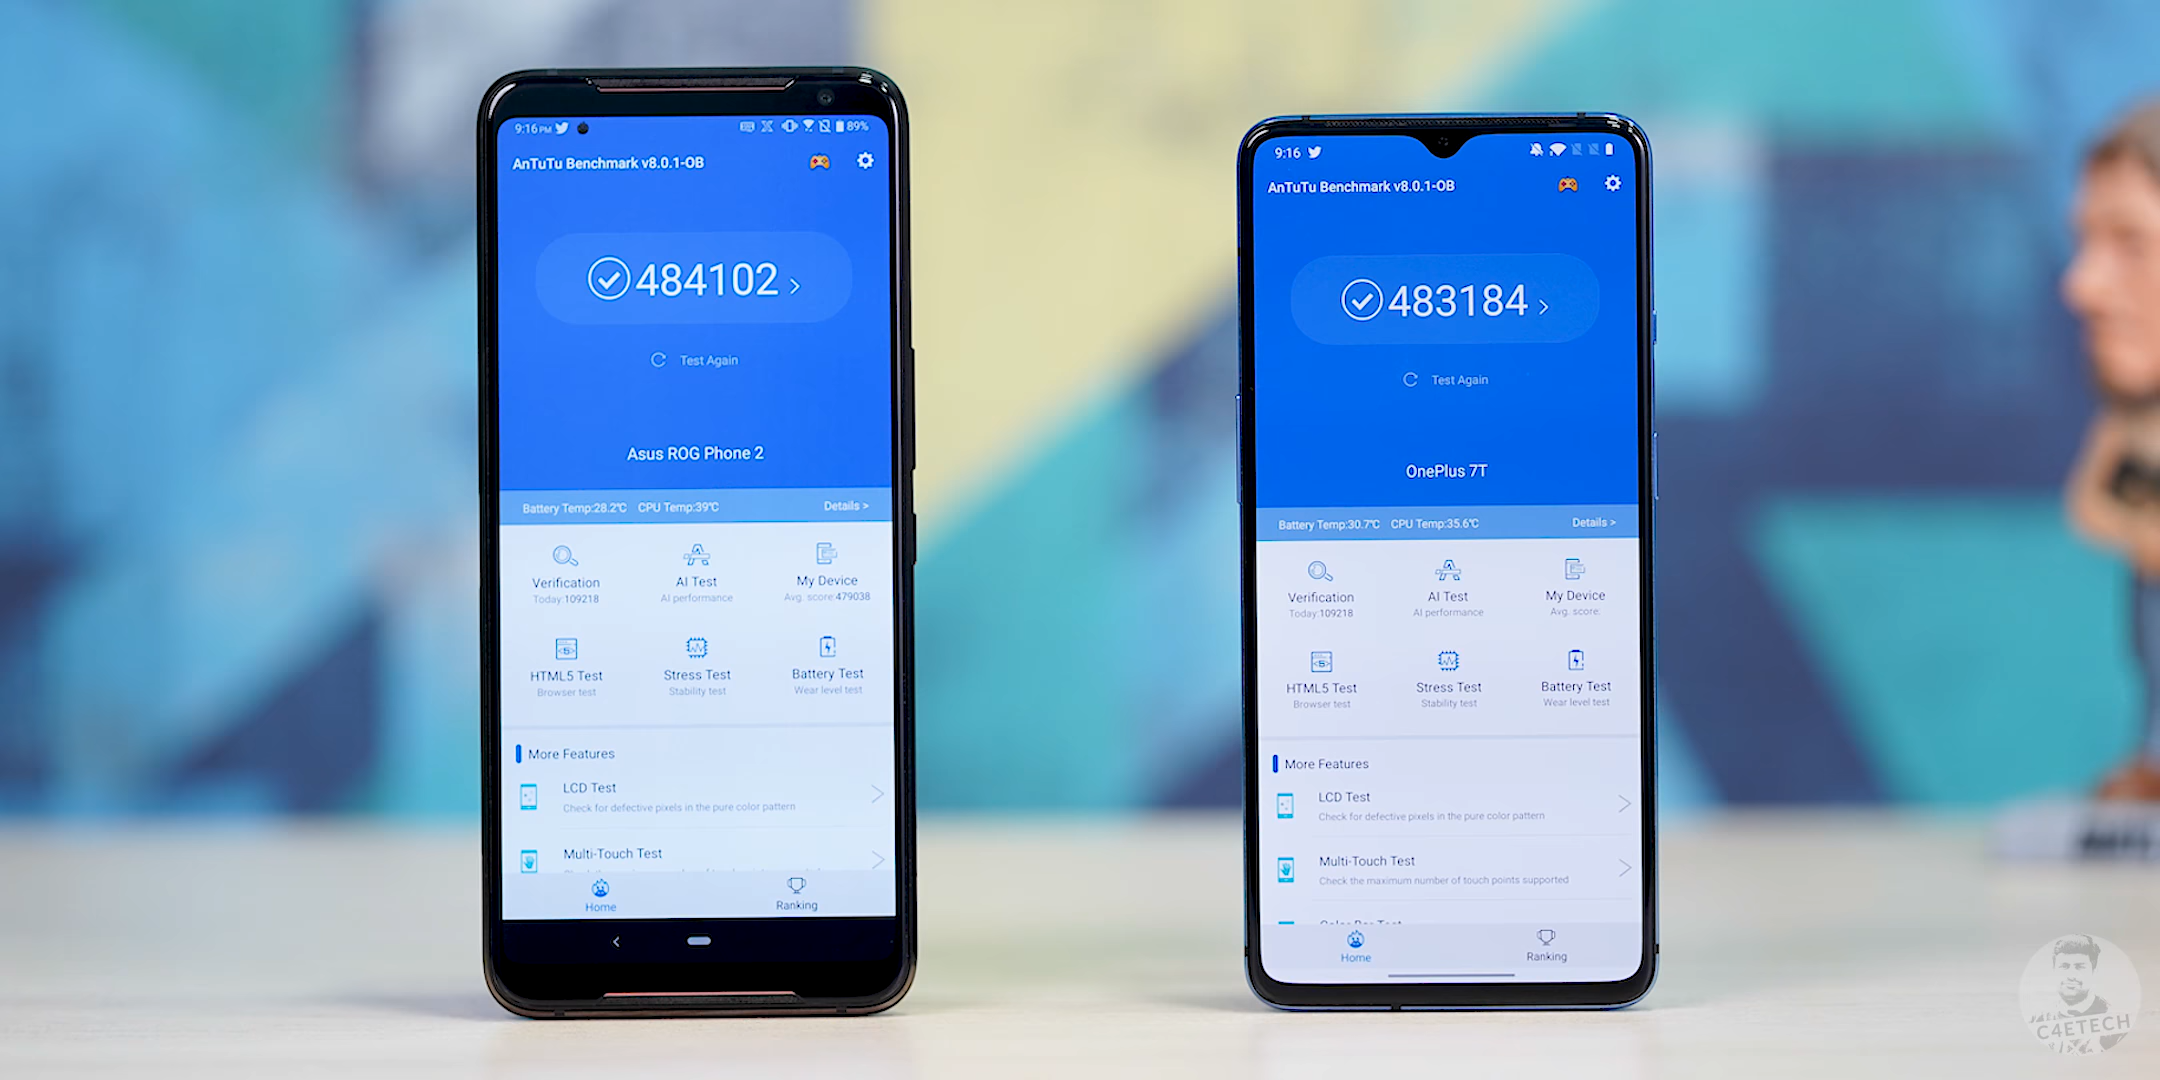 9:16 PM
89%
AnTuTu Benchmark v8.0.1-OB
484102 >
Test Again
Asus ROG Phone 2
Battery Temp:28.2℃ CPU Temp:39℃ Details >
Verification
Today:109218
AI Test
AI performance
My Device
Avg. score:479038
HTML5 Test
Browser test
Stress Test
Stability test
Battery Test
Wear level test
More Features
LCD Test
Check for defective pixels in the pure color pattern
Multi-Touch Test
Home
Ranking
9:16
AnTuTu Benchmark v8.0.1-OB
483184 >
Test Again
OnePlus 7T
Battery Temp:30.7℃ CPU Temp:35.6℃ Details >
Verification
Today:109218
AI Test
AI performance
My Device
Avg. score:
HTML5 Test
Browser test
Stress Test
Stability test
Battery Test
Wear level test
More Features
LCD Test
Check for defective pixels in the pure color pattern
Multi-Touch Test
Check the maximum number of touch points supported
Home
Ranking
C4ETECH